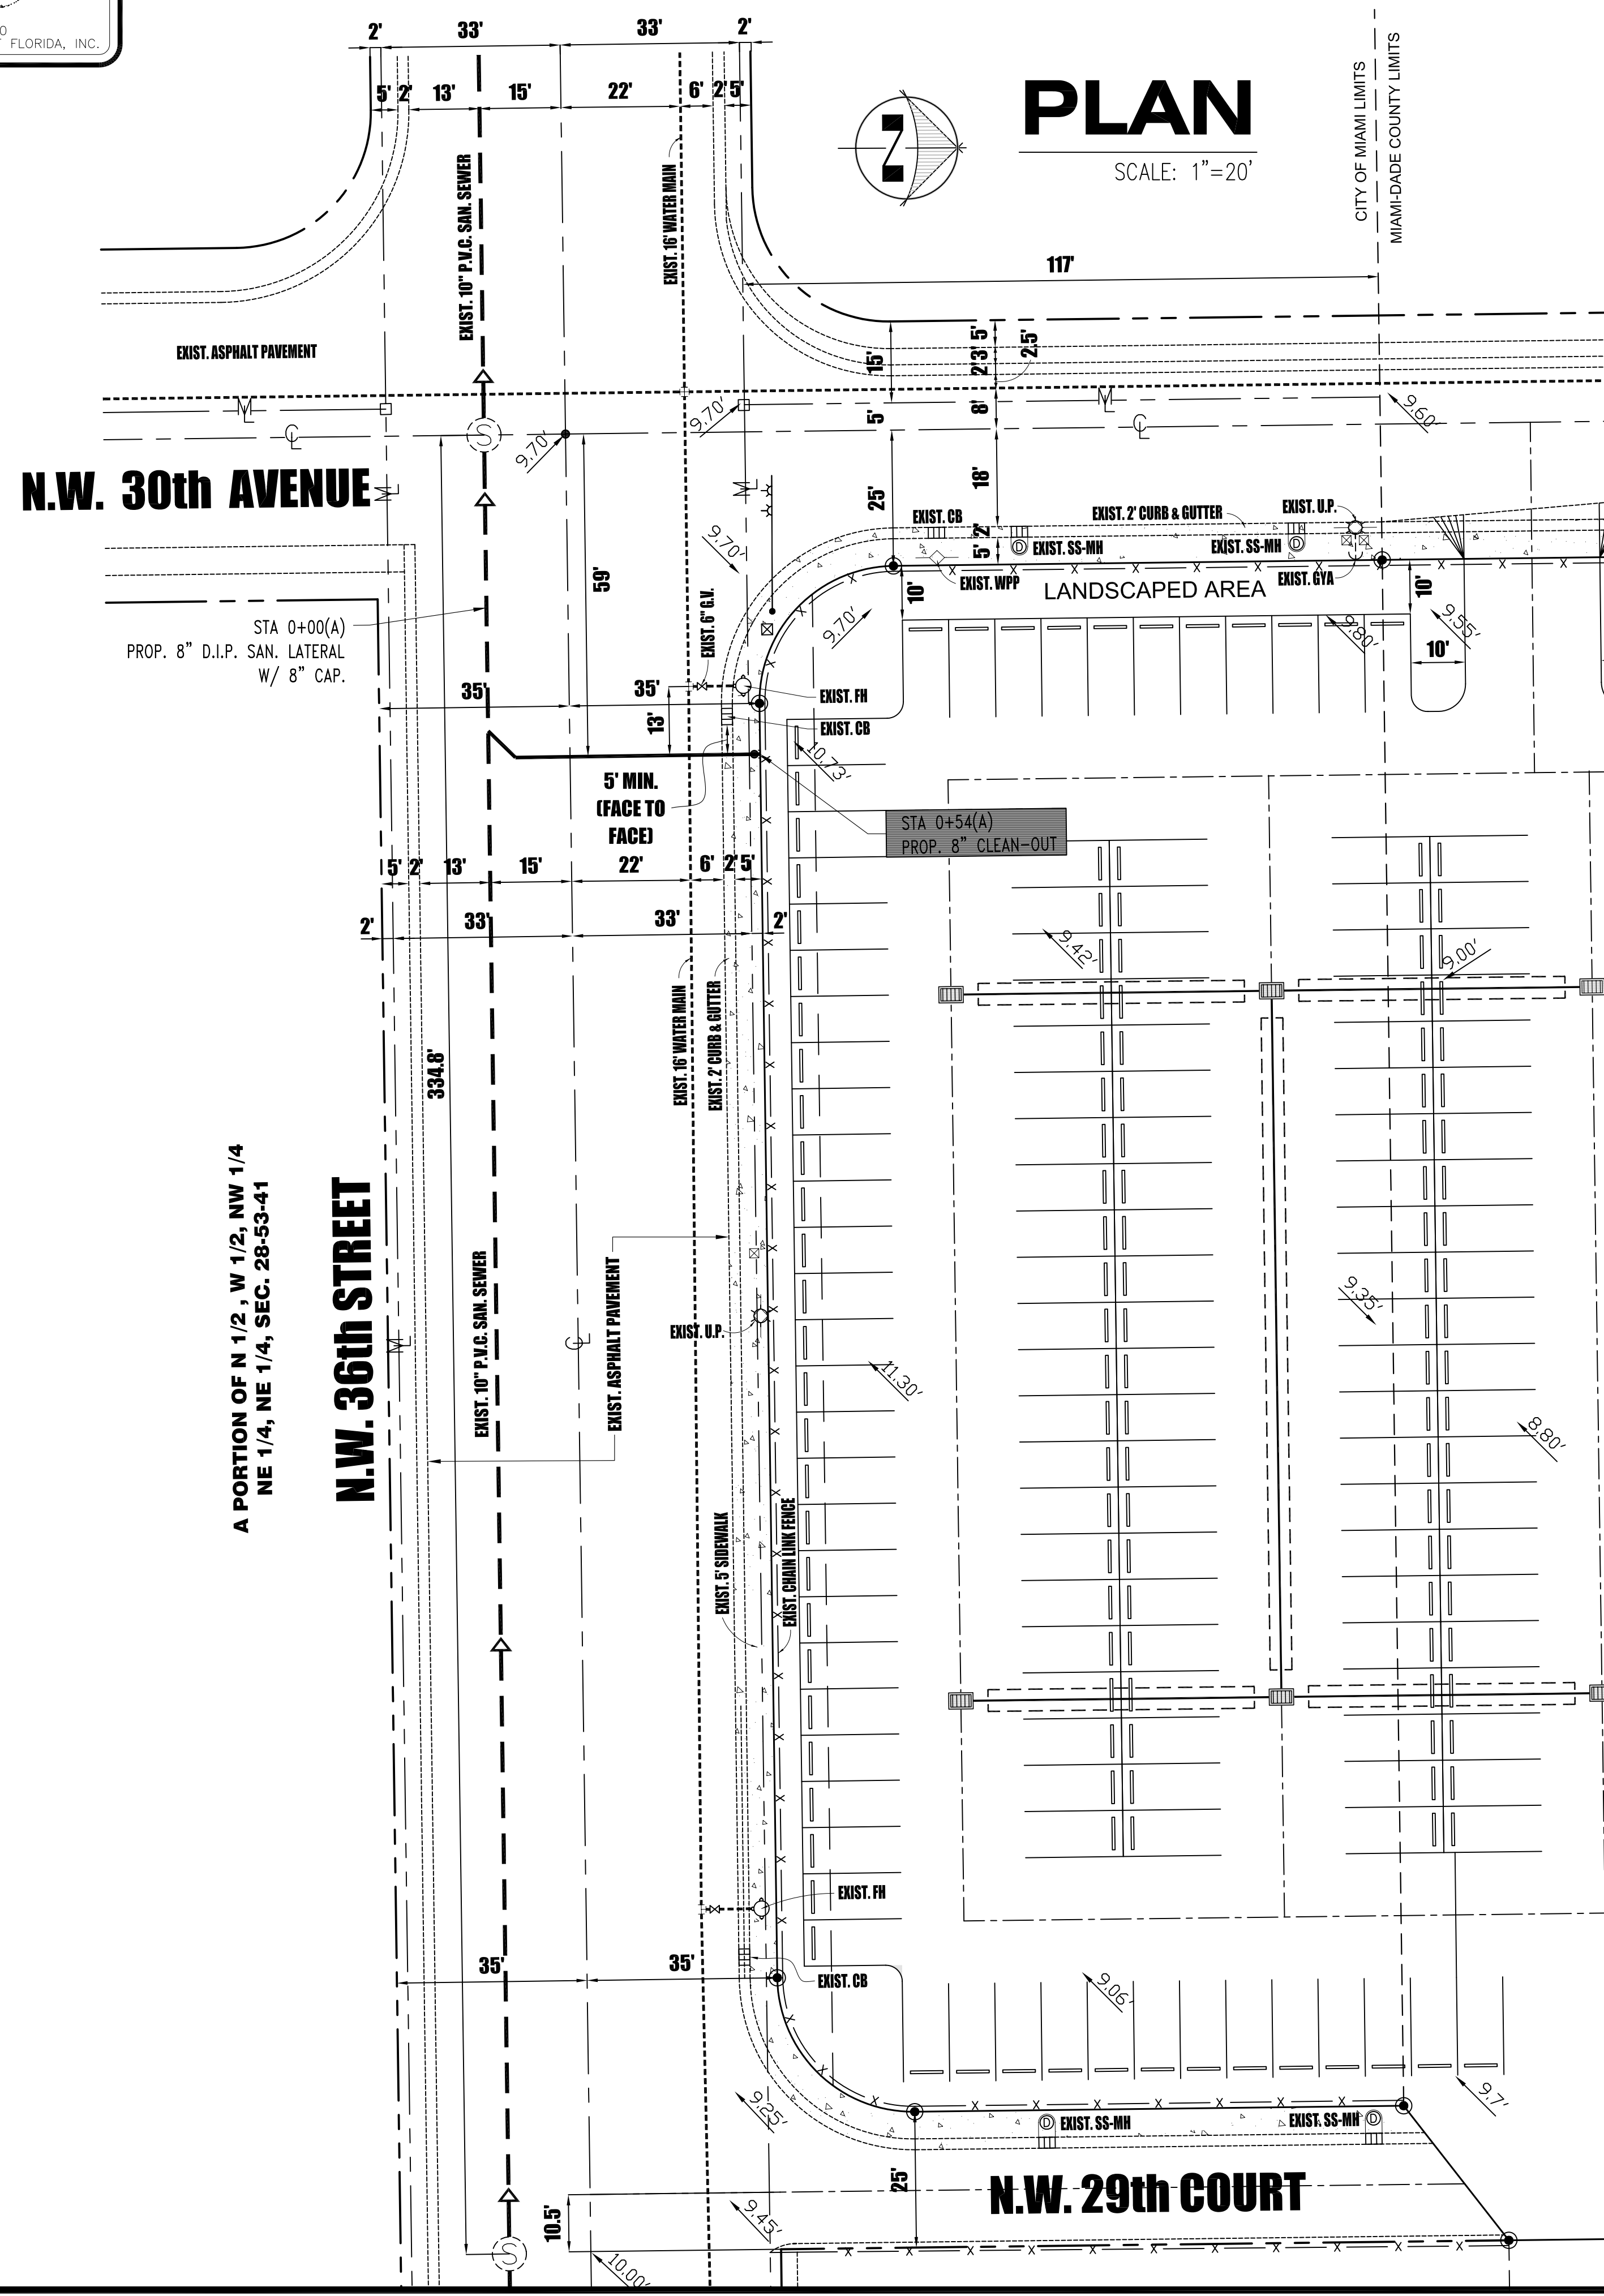 FLORIDA, INC.
2'
33'
33'
2'
5'
2'
13'
15'
22'
6'
2'
5'
PLAN
SCALE: 1"=20'
CITY OF MIAMI LIMITS
MIAMI-DADE COUNTY LIMITS
EXIST. 10" P.V.C. SAN. SEWER
EXIST. 16' WATER MAIN
117'
EXIST. ASPHALT PAVEMENT
15'
5'
3'
2'
2.5'
5'
8'
9.70'
9.70'
9.60'
N.W. 30th AVENUE
25'
18'
2'
5'
EXIST. CB
EXIST. 2' CURB & GUTTER
EXIST. U.P.
D
EXIST. SS-MH
EXIST. SS-MH
D
EXIST. WPP
LANDSCAPED AREA
EXIST. GYA
9.70'
59'
EXIST. 6" G.V.
9.70'
10'
10'
9.80'
9.55'
10'
STA 0+00(A)
PROP. 8" D.I.P. SAN. LATERAL
W/ 8" CAP.
35'
35'
13'
EXIST. FH
EXIST. CB
10.73'
5' MIN.
(FACE TO
FACE)
STA 0+54(A)
PROP. 8" CLEAN-OUT
5'
2'
13'
15'
22'
6'
2'
5'
2'
33'
33'
2'
9.42'
9.00'
EXIST. 16' WATER MAIN
EXIST. 2' CURB & GUTTER
334.8'
A PORTION OF N 1/2 , W 1/2, NW 1/4
NE 1/4, NE 1/4, SEC. 28-53-41
N.W. 36th STREET
EXIST. 10" P.V.C. SAN. SEWER
EXIST. ASPHALT PAVEMENT
EXIST. U.P.
9.35'
11.30'
8.80'
EXIST. 5' SIDEWALK
EXIST. CHAIN LINK FENCE
EXIST. FH
35'
35'
EXIST. CB
9.06'
9.25'
9.7'
D
EXIST. SS-MH
EXIST. SS-MH
D
25'
N.W. 29th COURT
10.5'
9.45'
S
10.00'